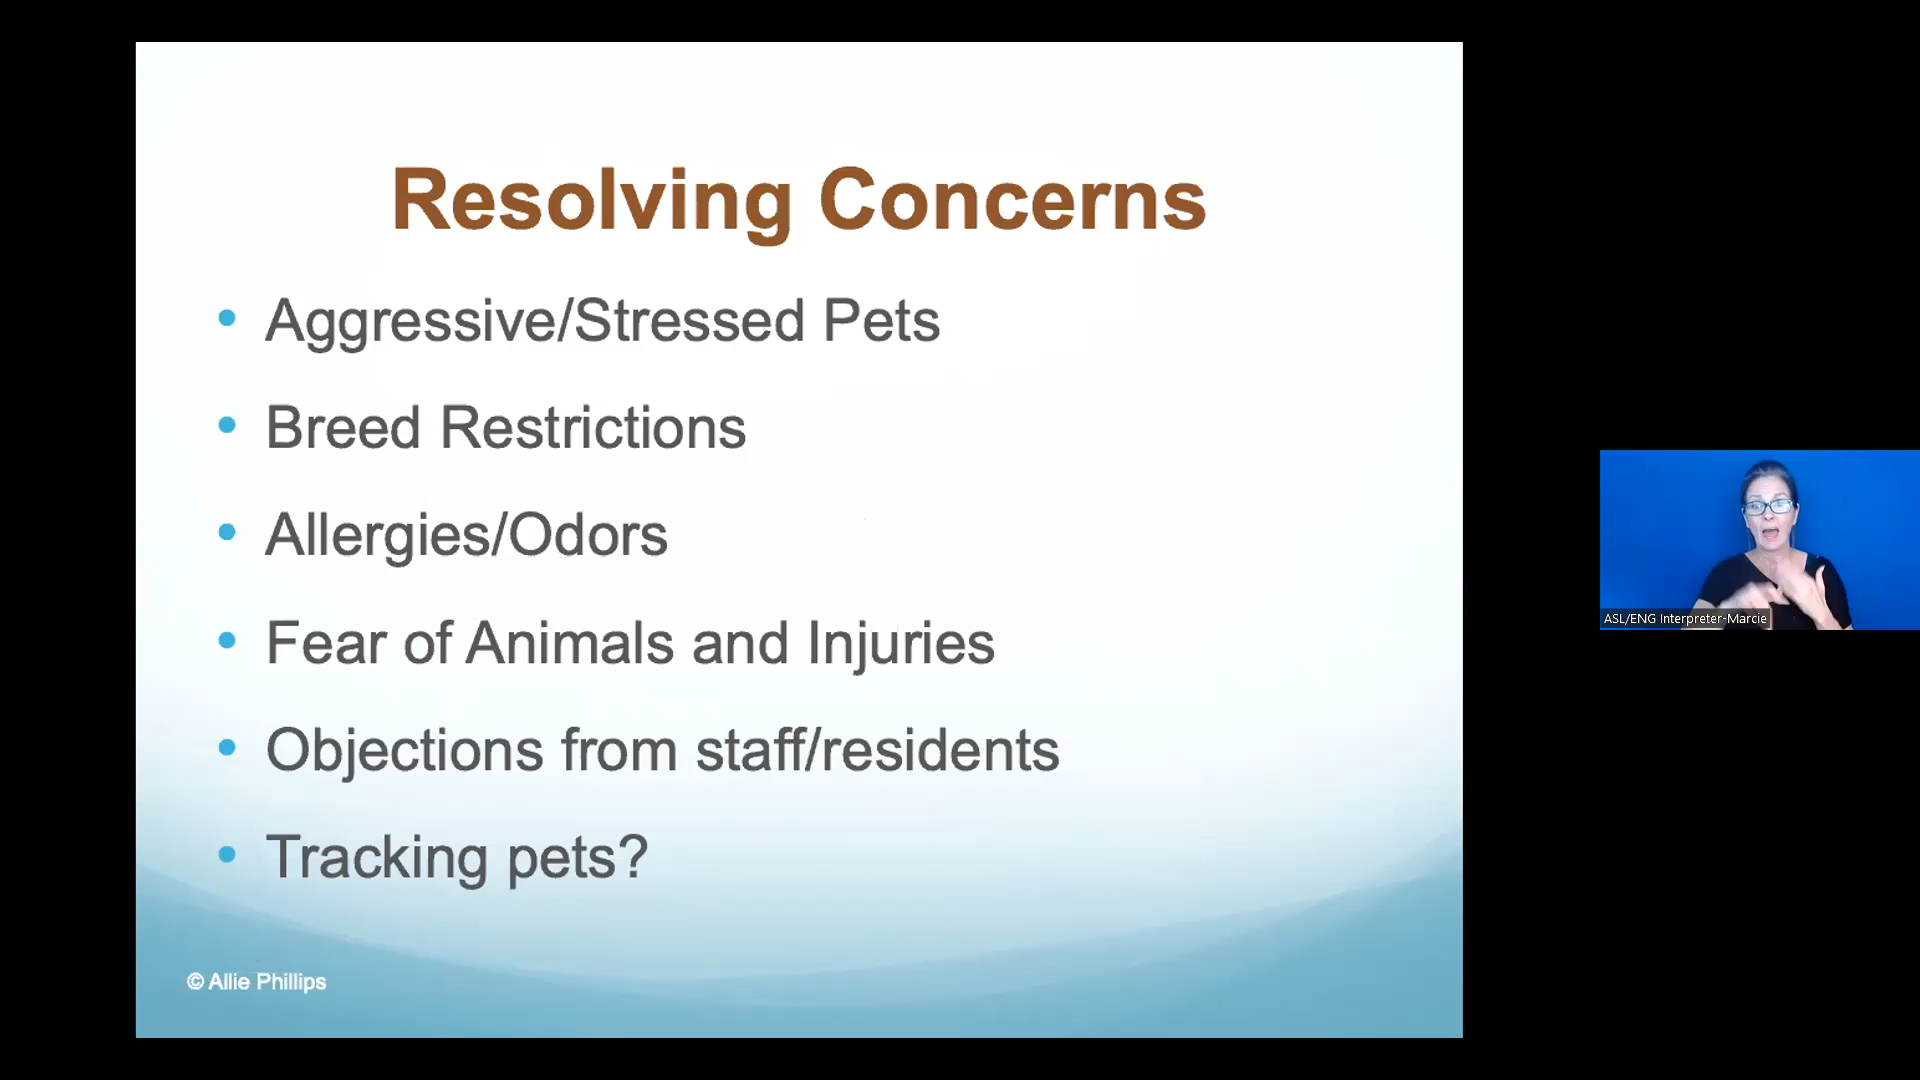 Resolving Concerns
• Aggressive/Stressed Pets
• Breed Restrictions
• Allergies/Odors
• Fear of Animals and Injuries
• Objections from staff/residents
• Tracking pets?
© Allie Phillips
ASL/ENG Interpreter-Marcie